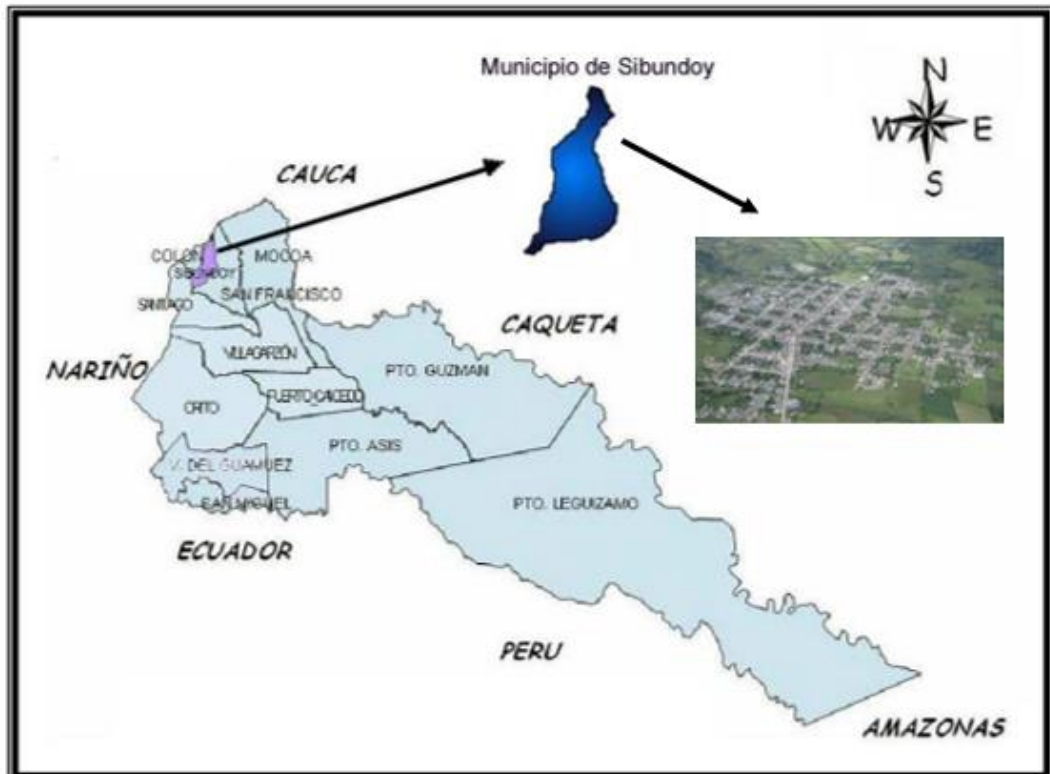 Municipio de Sibundoy
N
W E
S
CAUCA
COLON
MOCOA
SIBUNDOY
SAN FRANCISCO
SANTIAGO
CAQUETA
NARIÑO
VILLAGARZÓN
PTO. GUZMAN
PUERTO CAICEDO
ORITO
PTO. ASIS
V. DEL GUAMUEZ
SAN MIGUEL
PTO. LEGUIZAMO
ECUADOR
PERU
AMAZONAS